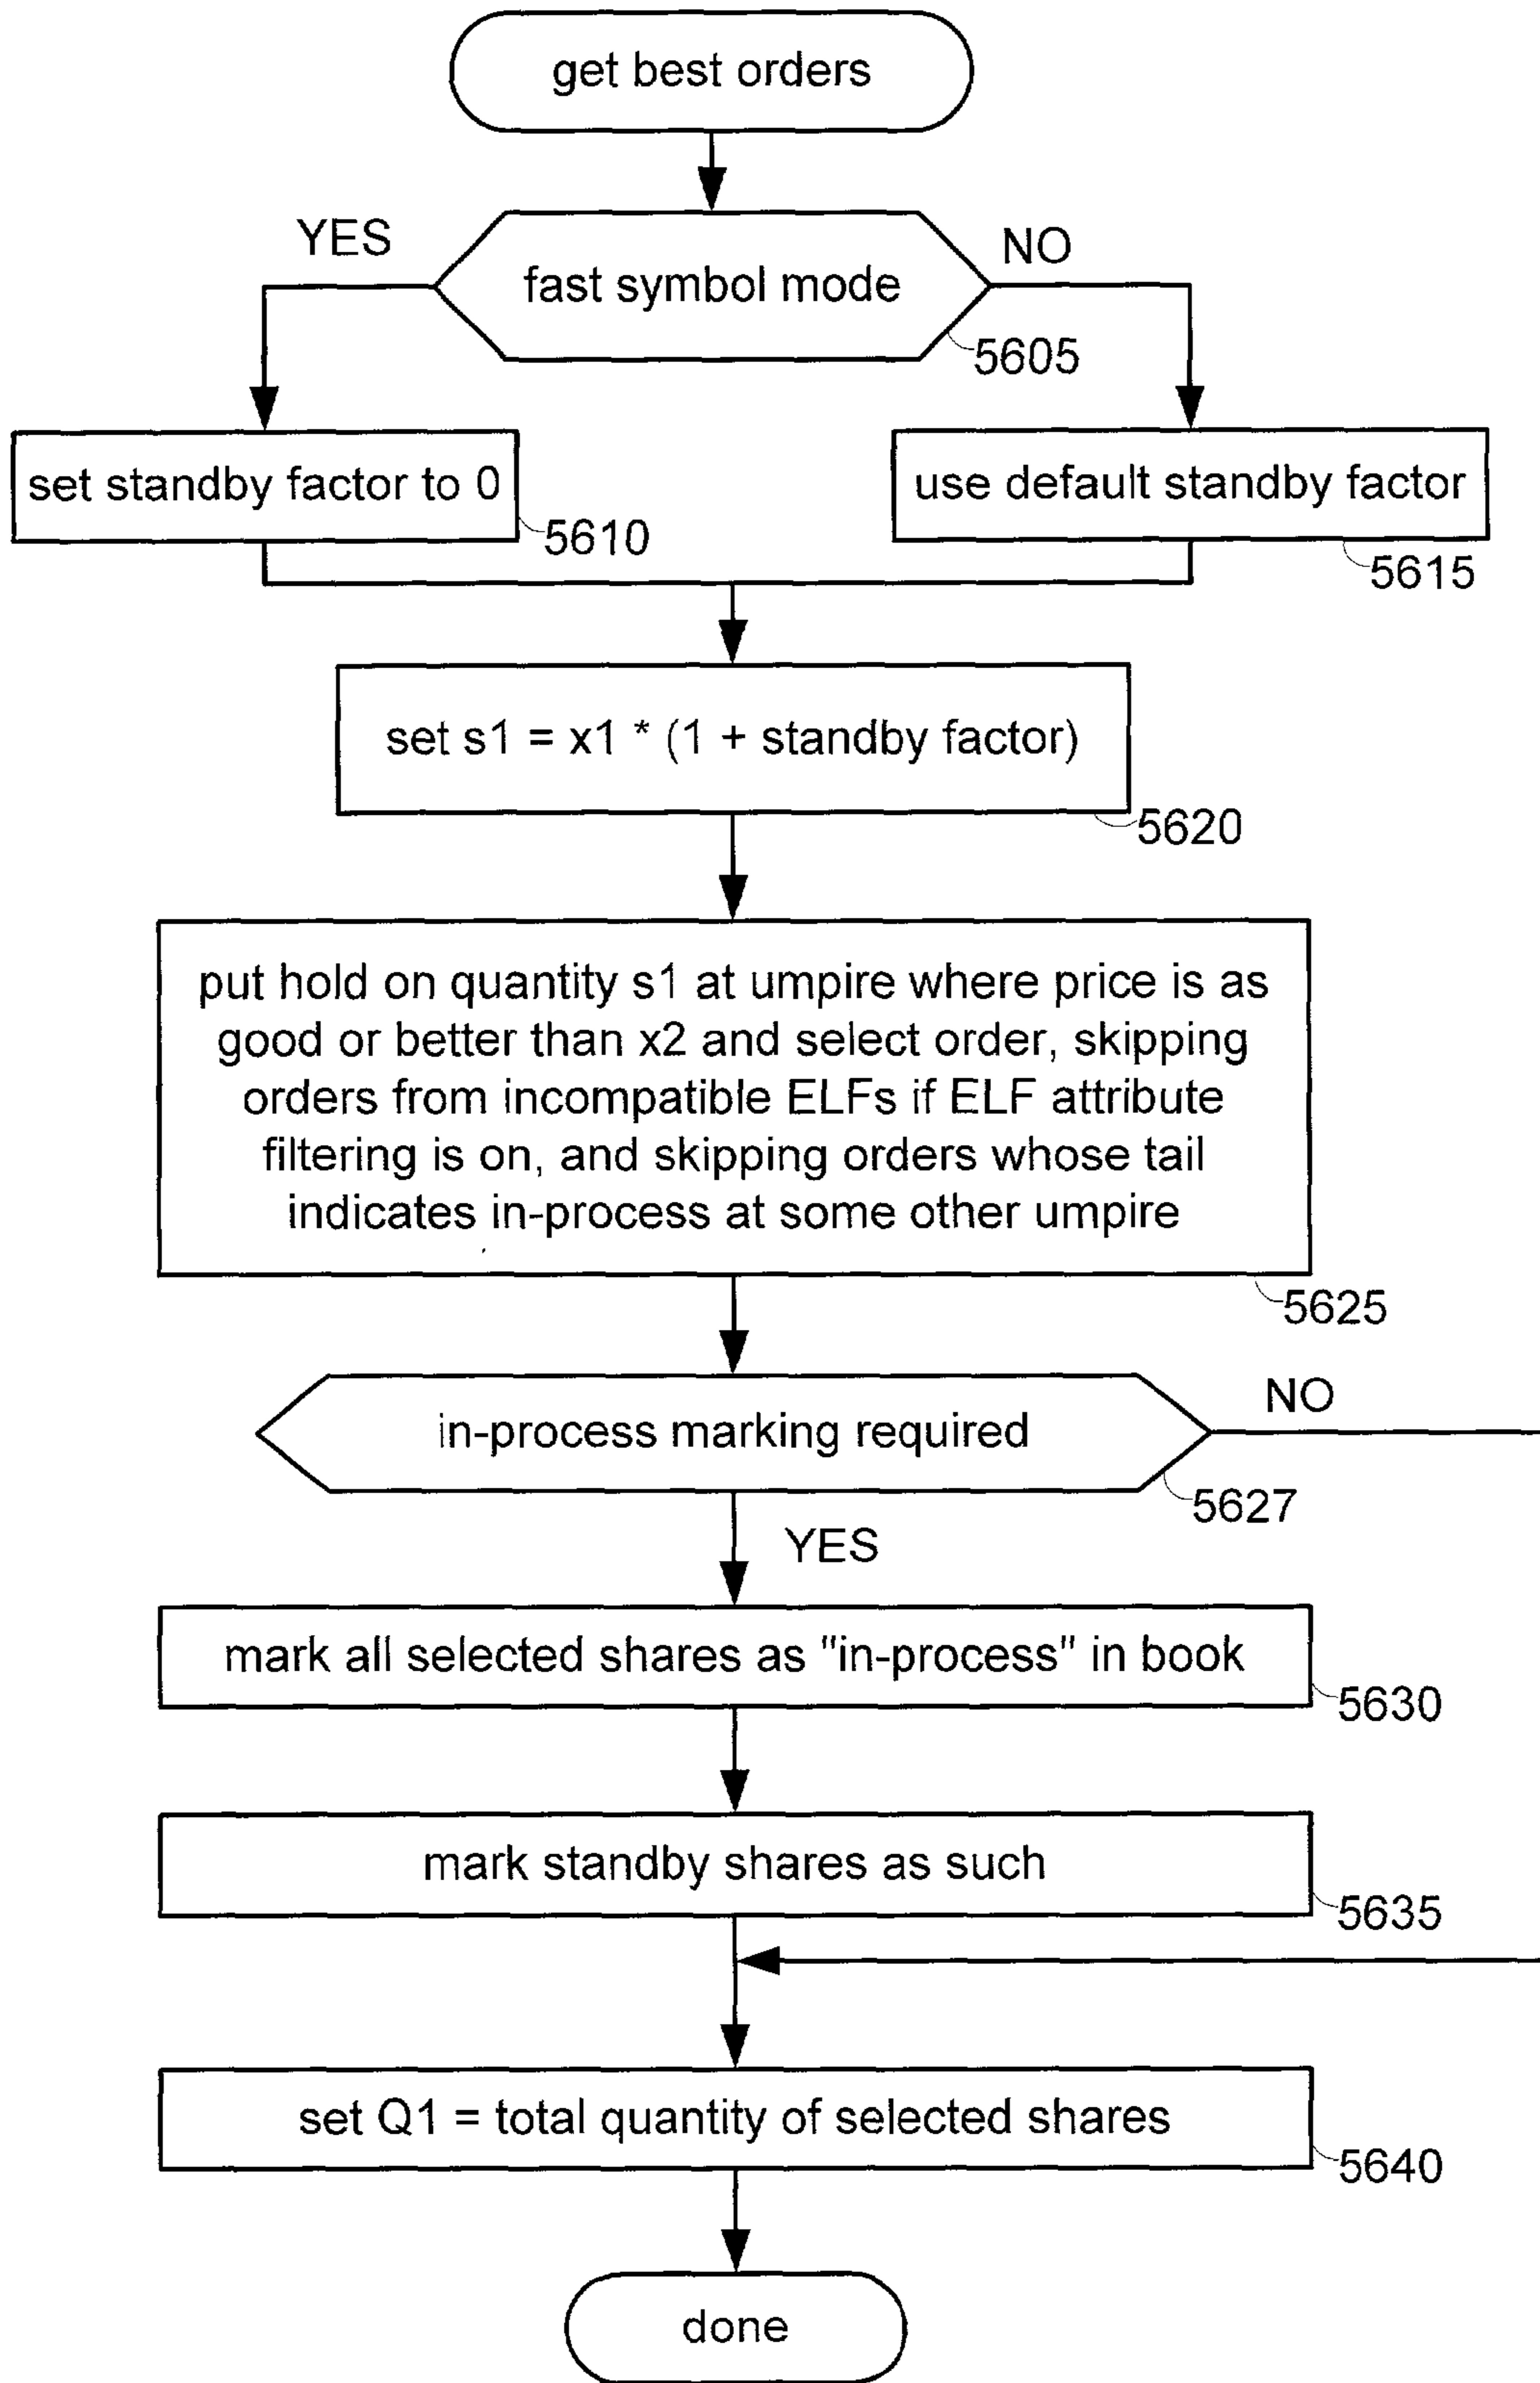 get best orders
YES
NO
fast symbol mode
5605
set standby factor to 0
use default standby factor
5610
5615
set s1 = x1 * (1 + standby factor)
5620
put hold on quantity s1 at umpire where price is as
good or better than x2 and select order, skipping
orders from incompatible ELFs if ELF attribute
filtering is on, and skipping orders whose tail
indicates in-process at some other umpire
5625
NO
in-process marking required
5627
YES
mark all selected shares as "in-process" in book
5630
mark standby shares as such
5635
set Q1 = total quantity of selected shares
5640
done